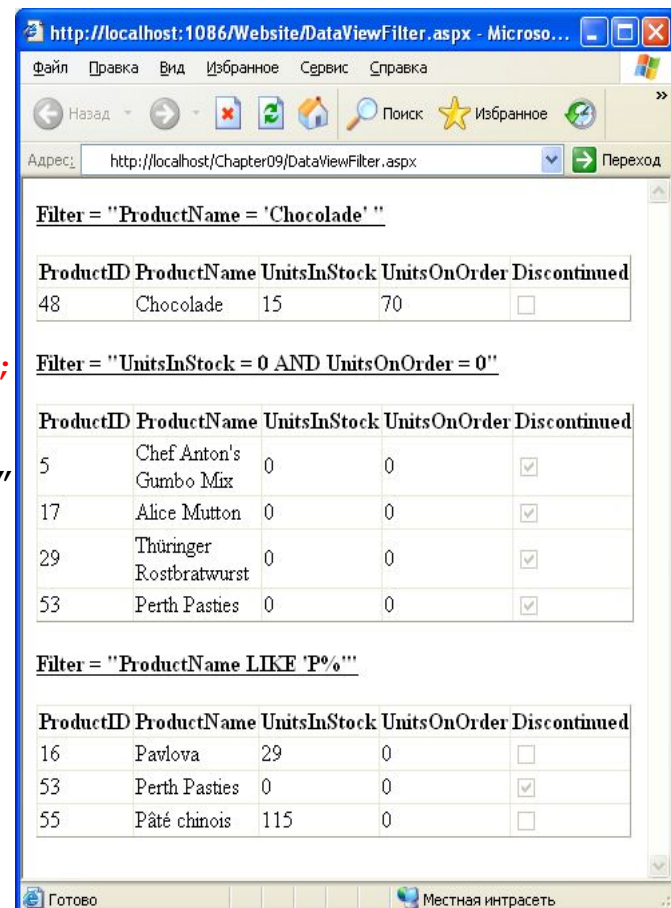 http://localhost:1086/Website/DataViewFilter.aspx - Microso...
Файл Правка Вид Избранное Сервис Справка
Назад Поиск Избранное »
Адрес: http://localhost/Chapter09/DataViewFilter.aspx Переход
Filter = "ProductName = 'Chocolade' "
ProductID ProductName UnitsInStock UnitsOnOrder Discontinued
48 Chocolade 15 70
;
Filter = "UnitsInStock = 0 AND UnitsOnOrder = 0"
ProductID ProductName UnitsInStock UnitsOnOrder Discontinued
"
5 Chef Anton's Gumbo Mix 0 0
17 Alice Mutton 0 0
29 Thüringer Rostbratwurst 0 0
53 Perth Pasties 0 0
Filter = "ProductName LIKE 'P%'"
ProductID ProductName UnitsInStock UnitsOnOrder Discontinued
16 Pavlova 29 0
53 Perth Pasties 0 0
55 Pâté chinois 115 0
Готово Местная интрасеть